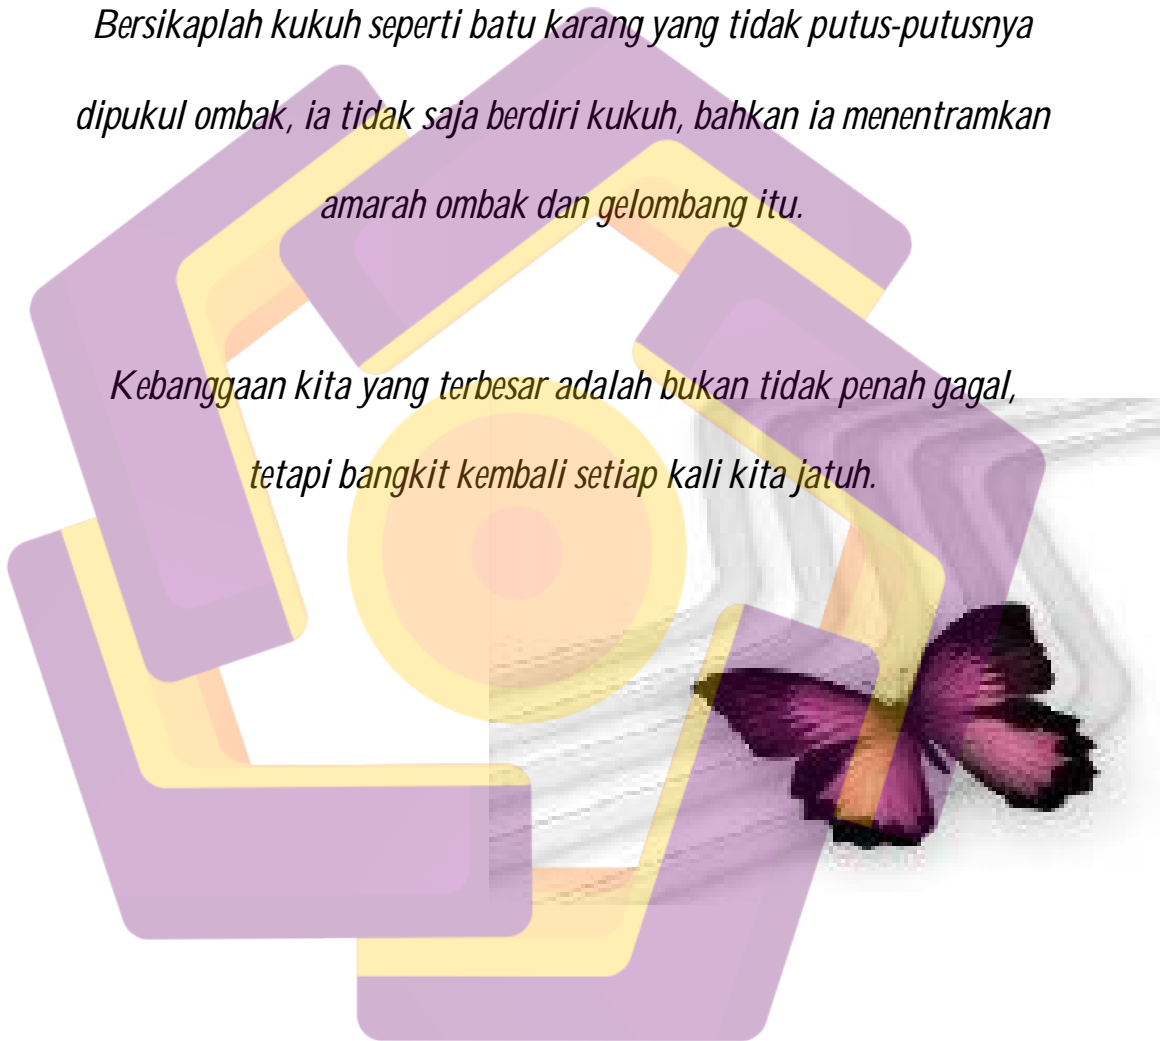 Bersikaplah kukuh seperti batu karang yang tidak putus-putusnya
dipukul ombak, ia tidak saja berdiri kukuh, bahkan ia menentramkan
amarah ombak dan gelombang itu.
Kebanggaan kita yang terbesar adalah bukan tidak penah gagal,
tetapi bangkit kembali setiap kali kita jatuh.